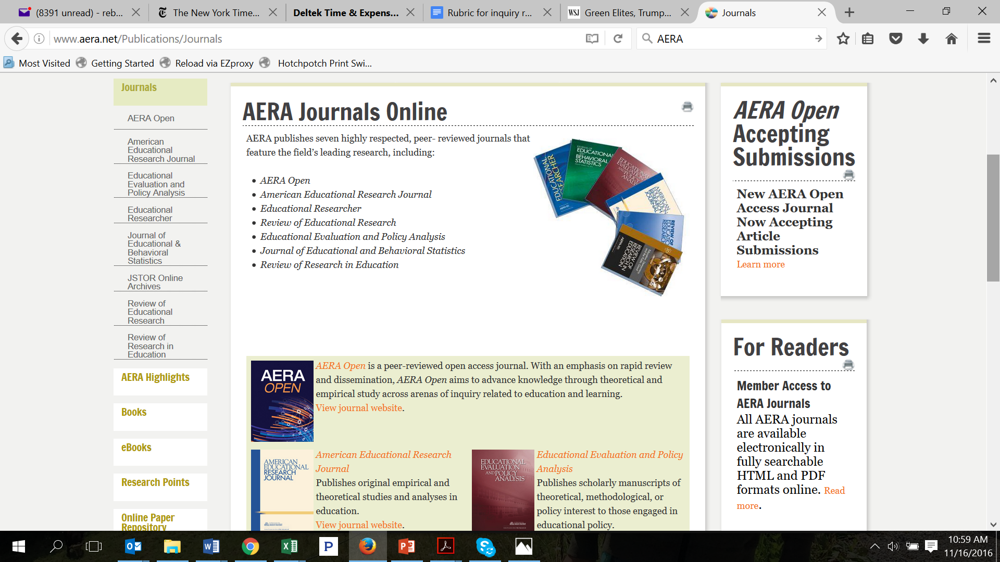 (8391 unread) - reb...
The New York Time...
Deltek Time & Expens...
Rubric for inquiry r...
WSJ
Green Elites, Trump...
Journals
www.aera.net/Publications/Journals
AERA
Most Visited
Getting Started
Reload via EZproxy
Hotchpotch Print Swi...
Journals
AERA Open
American
Educational
Research Journal
Educational
Evaluation and
Policy Analysis
Educational
Researcher
Journal of
Educational &
Behavioral
Statistics
JSTOR Online
Archives
Review of
Educational
Research
Review of
Research in
Education
AERA Highlights
Books
eBooks
Research Points
Online Paper
Repository
AERA Journals Online
AERA publishes seven highly respected, peer- reviewed journals that
feature the field’s leading research, including:
• AERA Open
• American Educational Research Journal
• Educational Researcher
• Review of Educational Research
• Educational Evaluation and Policy Analysis
• Journal of Educational and Behavioral Statistics
• Review of Research in Education
EDUCATIONAL
RESEARCHER
JOURNAL OF
EDUCATIONAL
AND
BEHAVIORAL
STATISTICS
EDUCATIONAL
EVALUATION
AND POLICY
ANALYSIS
AMERICAN
EDUCATIONAL
RESEARCH
JOURNAL
REVIEW OF
EDUCATIONAL
RESEARCH
REVIEW OF
RESEARCH IN
EDUCATION
AERA
OPEN
AERA Open is a peer-reviewed open access journal. With an emphasis on rapid review
and dissemination, AERA Open aims to advance knowledge through theoretical and
empirical study across arenas of inquiry related to education and learning.
View journal website.
AMERICAN
EDUCATIONAL
RESEARCH
JOURNAL
American Educational Research
Journal
Publishes original empirical and
theoretical studies and analyses in
education.
View journal website.
EDUCATIONAL
EVALUATION
AND POLICY
ANALYSIS
Educational Evaluation and Policy
Analysis
Publishes scholarly manuscripts of
theoretical, methodological, or
policy interest to those engaged in
educational policy.
AERA Open
Accepting
Submissions
New AERA Open
Access Journal
Now Accepting
Article
Submissions
Learn more
For Readers
Member Access to
AERA Journals
All AERA journals
are available
electronically in
fully searchable
HTML and PDF
formats online. Read
more.
10:59 AM
11/16/2016